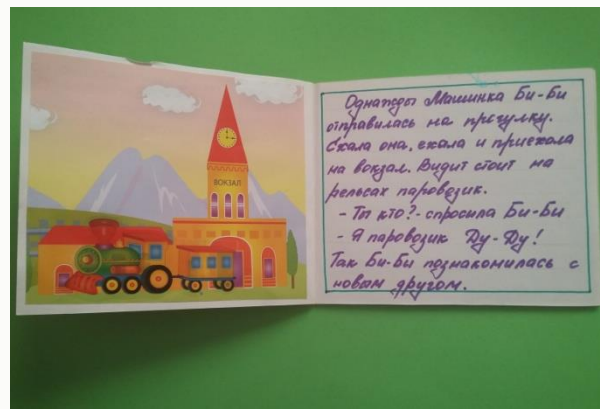 ВОКЗАЛ
Однажды Машинка Би-Би
отправилась на прогулку.
Ехала она, ехала и приехала
на вокзал. Видит стоит на
рельсах паровозик.
- Ты кто?- спросила Би-Би
- Я паровозик Ду-Ду!
Так Би-Би познакомилась с
новым другом.